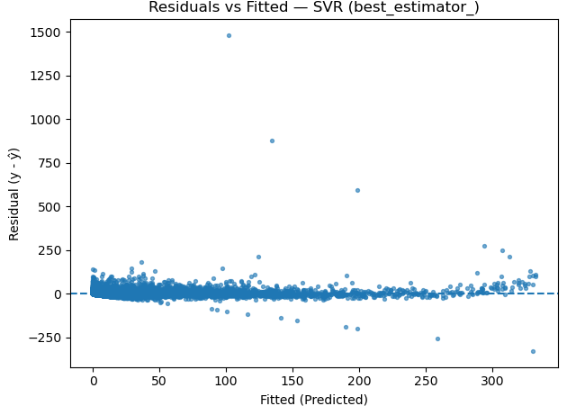 Residuals vs Fitted — SVR (best_estimator_)
1500
1250
1000
750
500
250
0
−250
Residual (y - ŷ)
0 50 100 150 200 250 300
Fitted (Predicted)